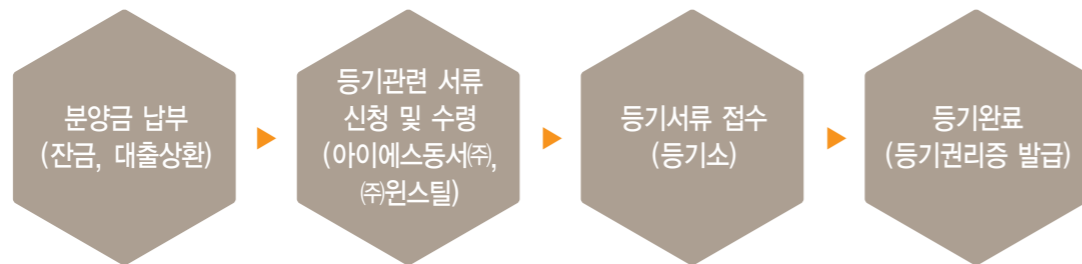 분양금 납부
(잔금, 대출상환)
등기관련 서류
신청 및 수령
(아이에스동서㈜,
㈜윈스틸)
등기서류 접수
(등기소)
등기완료
(등기권리증 발급)